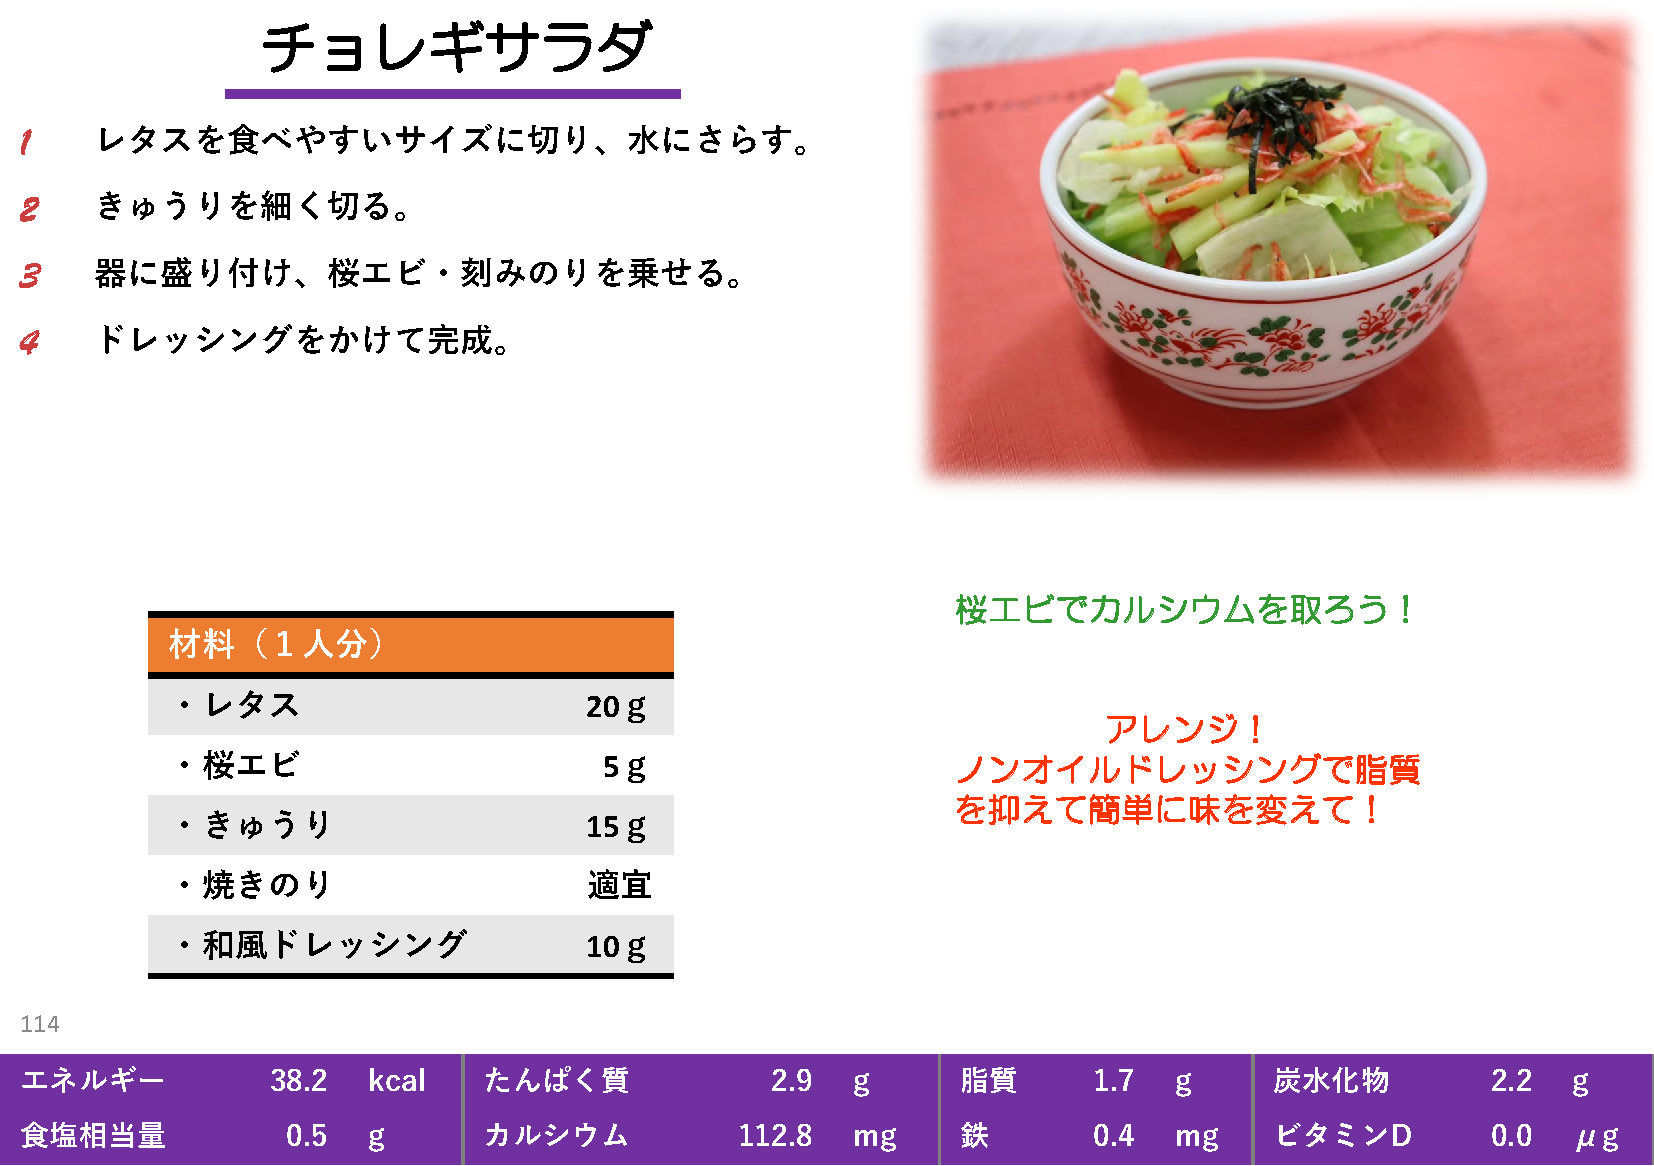 チョレギサラダ
1 レタスを食べやすいサイズに切り、水にさらす。
2 きゅうりを細く切る。
3 器に盛り付け、桜エビ・刻みのりを乗せる。
4 ドレッシングをかけて完成。
材料（１人分）
・レタス 20ｇ
・桜エビ 5ｇ
・きゅうり 15ｇ
・焼きのり 適宜
・和風ドレッシング 10ｇ
桜エビでカルシウムを取ろう！
アレンジ！
ノンオイルドレッシングで脂質
を抑えて簡単に味を変えて！
114
エネルギー 38.2 kcal たんぱく質 2.9 g 脂質 1.7 g 炭水化物 2.2 g
食塩相当量 0.5 g カルシウム 112.8 mg 鉄 0.4 mg ビタミンD 0.0 μg